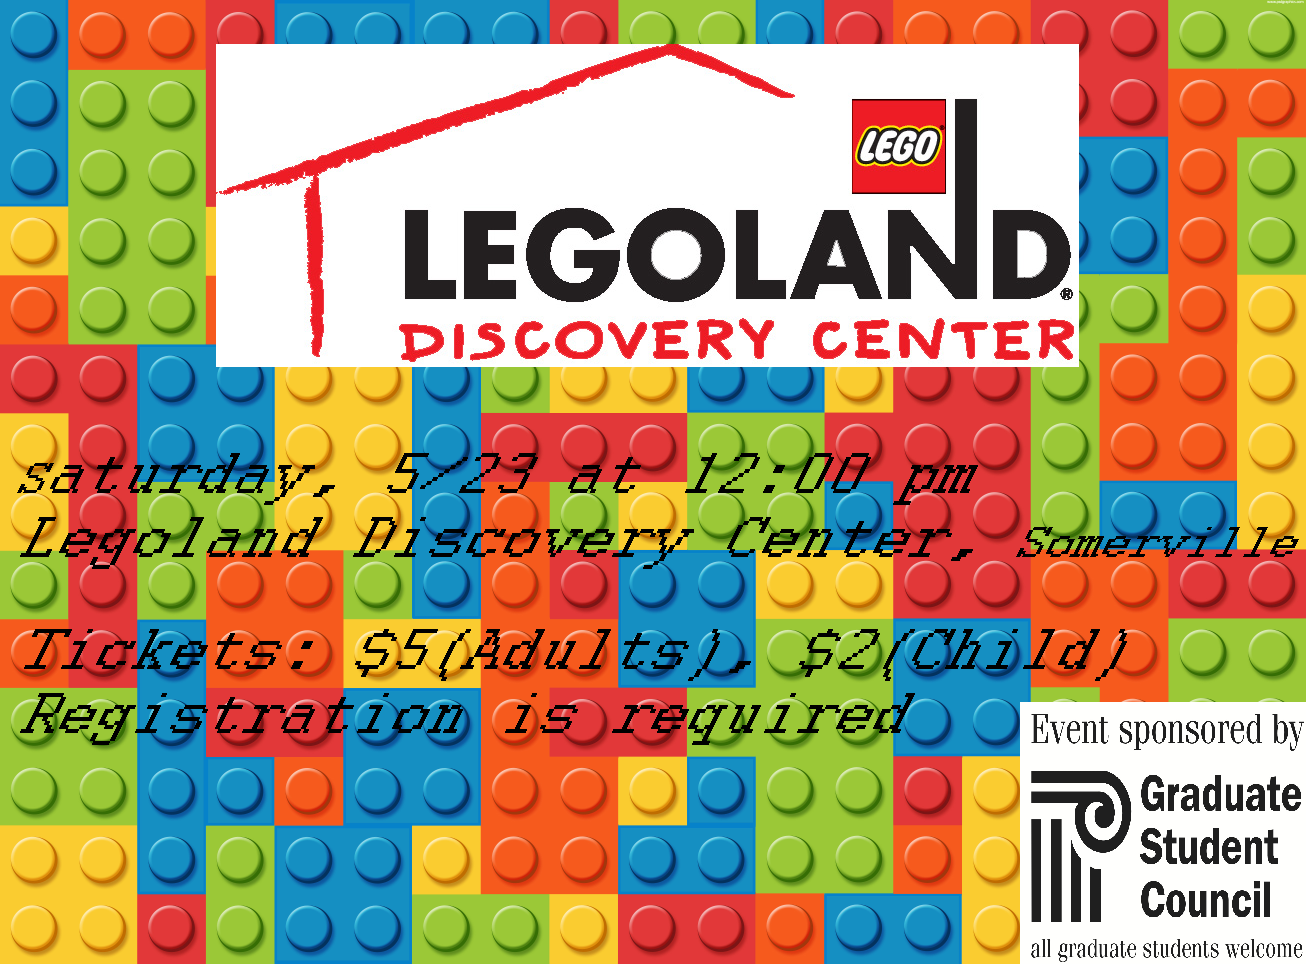 LEGO
LEGOLAND®
DISCOVERY CENTER
saturday, 5/23 at 12:00 pm
Legoland Discovery Center, Somerville
Tickets: $5(Adults), $2(Child)
Registration is required
Event sponsored by
Graduate
Student
Council
all graduate students welcome